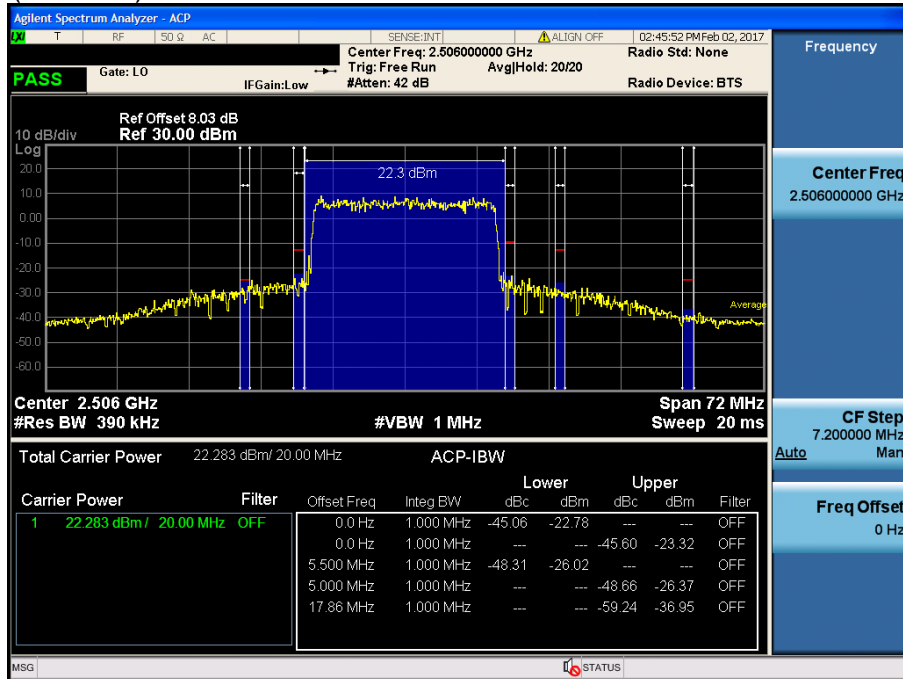 (
Agilent Spectrum Analyzer - ACP
LXI T RF 50 Ω AC SENSE:INT ALIGN OFF 02:45:52 PM Feb 02, 2017
Center Freq: 2.506000000 GHz Radio Std: None
PASS Gate: LO Trig: Free Run Avg|Hold: 20/20
IFGain:Low #Atten: 42 dB Radio Device: BTS
Ref Offset 8.03 dB
10 dB/div Ref 30.00 dBm
Log
22.3 dBm
20.0
10.0
0.00
-10.0
-20.0
-30.0
-40.0
-50.0
-60.0
Average
Center 2.506 GHz Span 72 MHz
#Res BW 390 kHz #VBW 1 MHz Sweep 20 ms
Total Carrier Power 22.283 dBm/ 20.00 MHz ACP-IBW
Lower Upper
Carrier Power Filter Offset Freq Integ BW dBc dBm dBc dBm Filter
1 22.283 dBm / 20.00 MHz OFF 0.0 Hz 1.000 MHz -45.06 -22.78 --- --- OFF
0.0 Hz 1.000 MHz --- --- -45.60 -23.32 OFF
5.500 MHz 1.000 MHz -48.31 -26.02 --- --- OFF
5.000 MHz 1.000 MHz --- --- -48.66 -26.37 OFF
17.86 MHz 1.000 MHz --- --- -59.24 -36.95 OFF
MSG STATUS
Frequency
Center Freq
2.506000000 GHz
CF Step
7.200000 MHz
Auto Man
Freq Offset
0 Hz